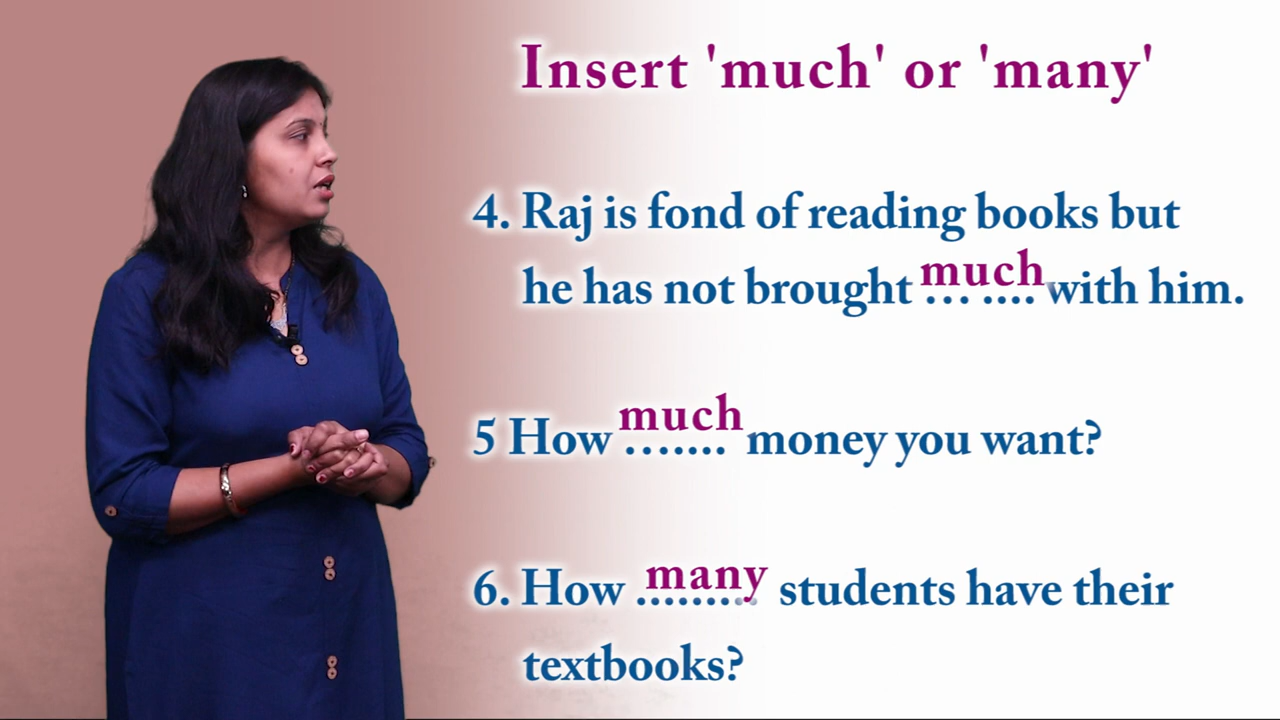 Insert 'much' or 'many'
4. Raj is fond of reading books but
he has not brought ... .... much with him.
5 How ....... much money you want?
6. How ......... many students have their
textbooks?